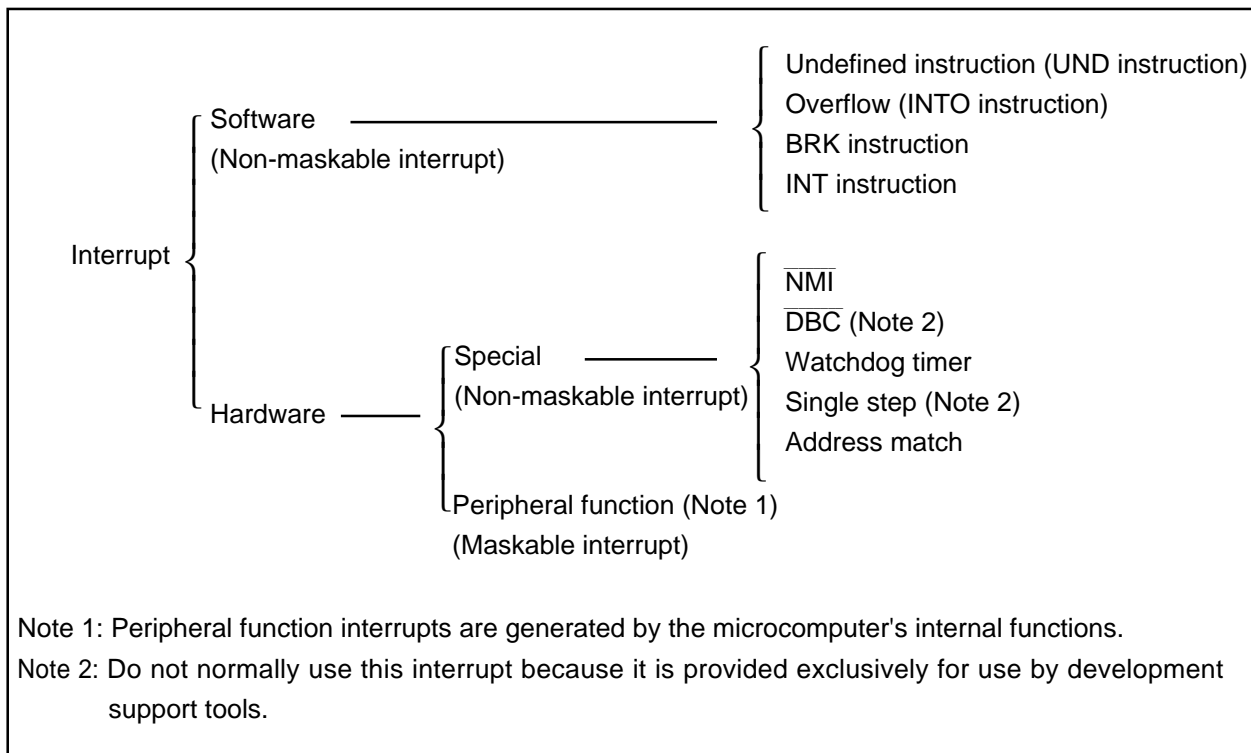 Undefined instruction (UND instruction)
Overflow (INTO instruction)
BRK instruction
INT instruction
Software
(Non-maskable interrupt)
Interrupt
Hardware
Special
(Non-maskable interrupt)
N̅M̅I̅
D̅B̅C̅ (Note 2)
Watchdog timer
Single step (Note 2)
Address match
Peripheral function (Note 1)
(Maskable interrupt)
Note 1: Peripheral function interrupts are generated by the microcomputer's internal functions.
Note 2: Do not normally use this interrupt because it is provided exclusively for use by development
support tools.